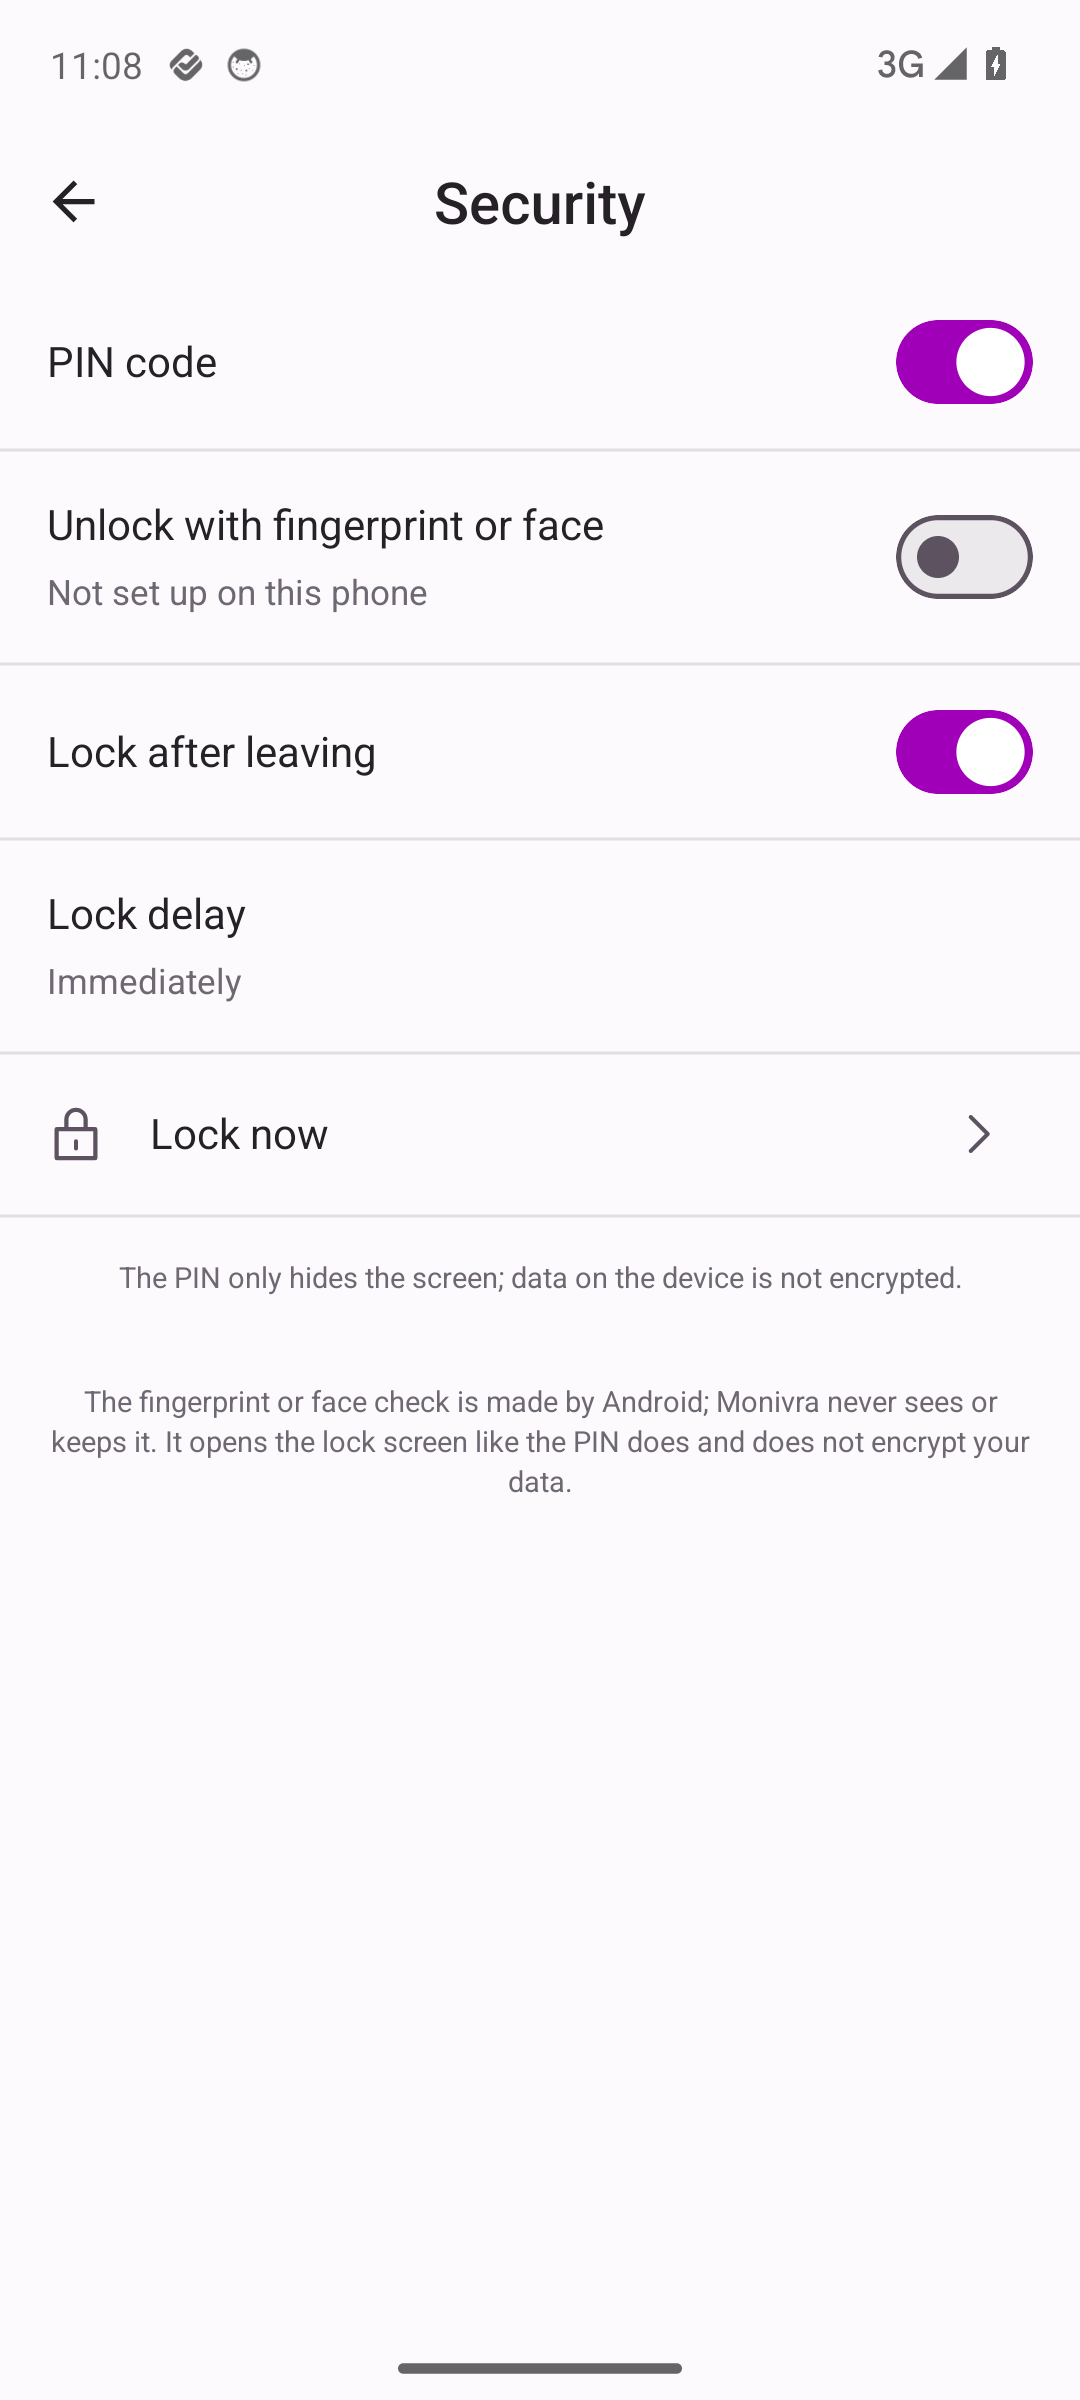 11:08
3G
Security
PIN code
Unlock with fingerprint or face
Not set up on this phone
Lock after leaving
Lock delay
Immediately
Lock now
The PIN only hides the screen; data on the device is not encrypted.
The fingerprint or face check is made by Android; Monivra never sees or
keeps it. It opens the lock screen like the PIN does and does not encrypt your
data.